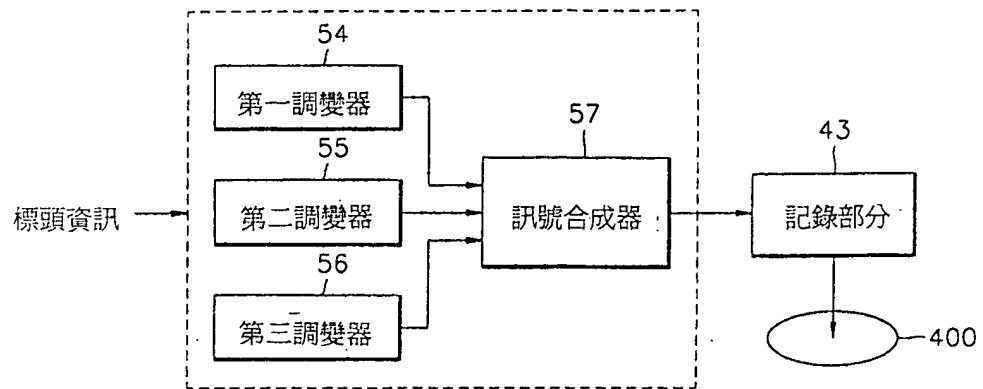 54
第一調變器
55
第二調變器
56
第三調變器
標頭資訊
57
訊號合成器
43
記錄部分
400